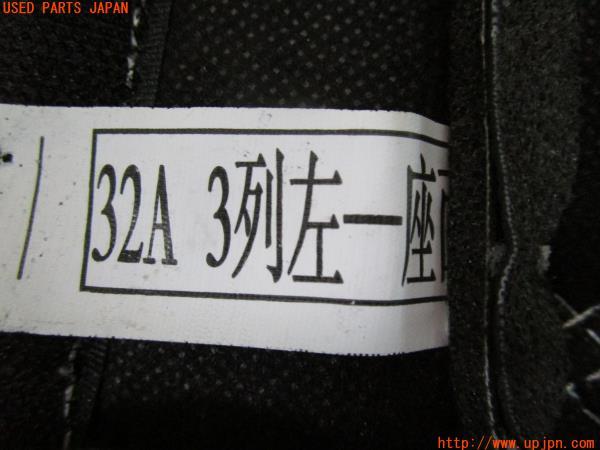 USED PARTS JAPAN
32A 3列左一座
http://www.upjpn.com/